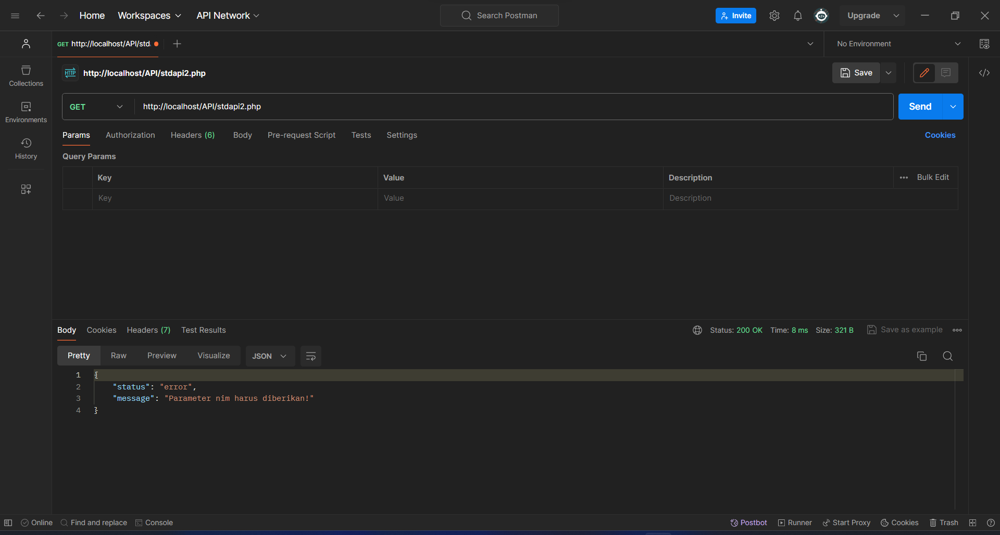 Home Workspaces API Network Search Postman Invite Upgrade
GET http://localhost/API/std No Environment
HTTP http://localhost/API/stdapi2.php Save
Collections
GET http://localhost/API/stdapi2.php Send
Environments
Params Authorization Headers (6) Body Pre-request Script Tests Settings Cookies
History
Query Params
Key Value Description Bulk Edit
Key Value Description
Body Cookies Headers (7) Test Results Status: 200 OK Time: 8 ms Size: 321 B Save as example
Pretty Raw Preview Visualize JSON
1 {
2 "status": "error",
3 "message": "Parameter nim harus diberikan!"
4 }
Online Find and replace Console Postbot Runner Start Proxy Cookies Trash